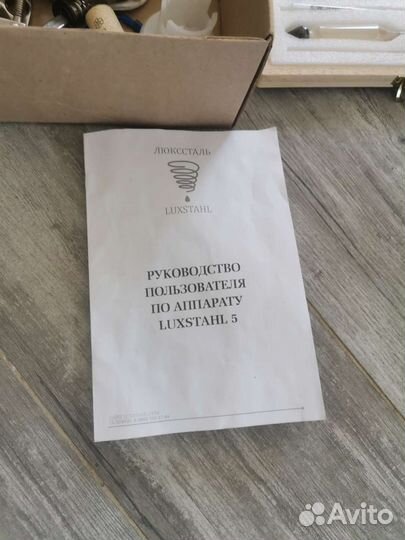 ЛЮКССТАЛЬ
LUXSTAHL
РУКОВОДСТВО
ПОЛЬЗОВАТЕЛЯ
ПО АППАРАТУ
LUXSTAHL 5
Avito